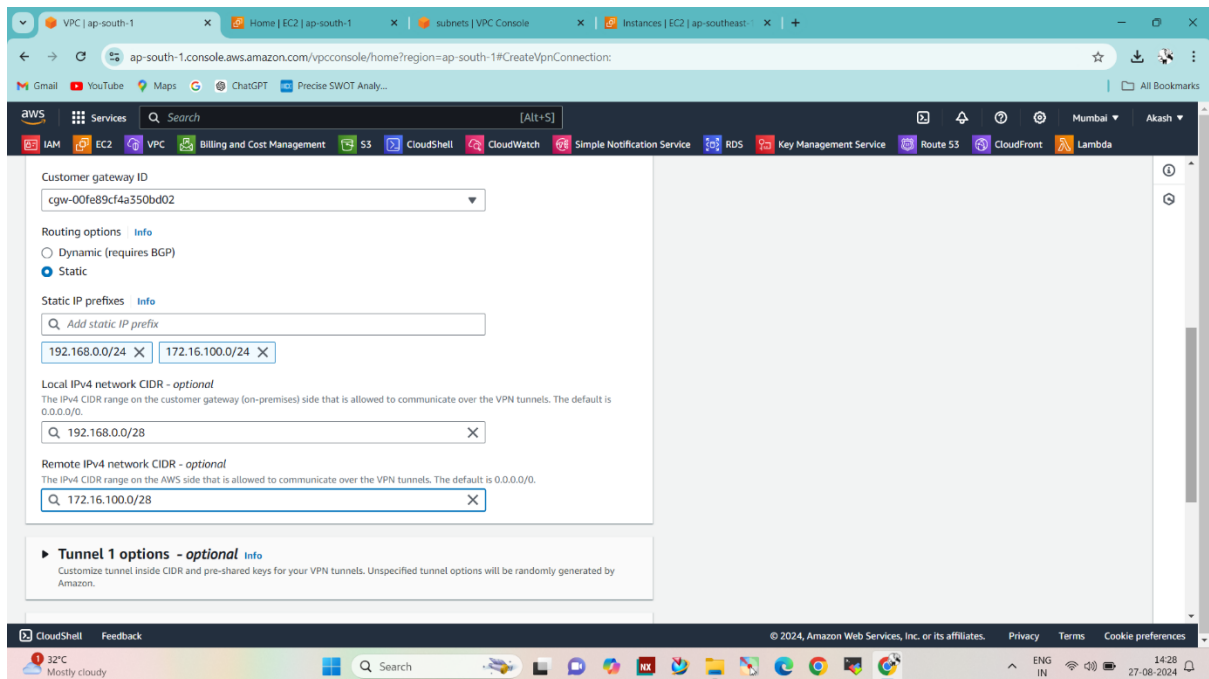 VPC | ap-south-1
Home | EC2 | ap-south-1
subnets | VPC Console
Instances | EC2 | ap-southeast-
ap-south-1.console.aws.amazon.com/vpcconsole/home?region=ap-south-1#CreateVpnConnection:
Gmail
YouTube
Maps
ChatGPT
Precise SWOT Analy...
All Bookmarks
aws
Services
Search
[Alt+S]
Mumbai
Akash
IAM
EC2
VPC
Billing and Cost Management
S3
CloudShell
CloudWatch
Simple Notification Service
RDS
Key Management Service
Route 53
CloudFront
Lambda
Customer gateway ID
cgw-00fe89cf4a350bd02
Routing options Info
Dynamic (requires BGP)
Static
Static IP prefixes Info
Add static IP prefix
192.168.0.0/24
172.16.100.0/24
Local IPv4 network CIDR - optional
The IPv4 CIDR range on the customer gateway (on-premises) side that is allowed to communicate over the VPN tunnels. The default is
0.0.0.0/0.
192.168.0.0/28
Remote IPv4 network CIDR - optional
The IPv4 CIDR range on the AWS side that is allowed to communicate over the VPN tunnels. The default is 0.0.0.0/0.
172.16.100.0/28
Tunnel 1 options - optional Info
Customize tunnel inside CIDR and pre-shared keys for your VPN tunnels. Unspecified tunnel options will be randomly generated by
Amazon.
CloudShell
Feedback
© 2024, Amazon Web Services, Inc. or its affiliates.
Privacy
Terms
Cookie preferences
1
32°C
Mostly cloudy
Search
NX
ENG
IN
14:28
27-08-2024